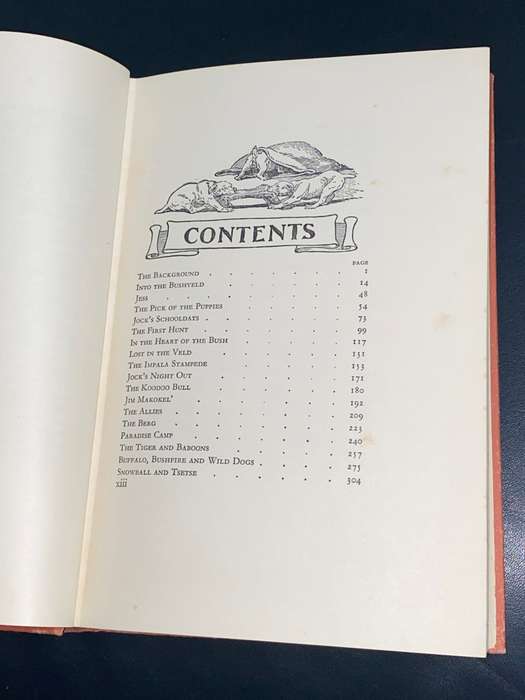 CONTENTS
PAGE
The Background . . . . . . 1
Into the Bushveld . . . . . . 14
Jess . . . . . . . 48
The Pick of the Puppies . . . . . 54
Jock's Schooldays . . . . . . 73
The First Hunt . . . . . . 99
In the Heart of the Bush . . . . . 117
Lost in the Veld . . . . . . 131
The Impala Stampede . . . . . 153
Jock's Night Out . . . . . . 171
The Koodoo Bull . . . . . . 180
Jim Makokel' . . . . . . 192
The Allies . . . . . . . 209
The Berg . . . . . . . 223
Paradise Camp . . . . . . 240
The Tiger and Baboons . . . . . 257
Buffalo, Bushfire and Wild Dogs . . . . 275
Snowball and Tsetse . . . . . 304
xiii